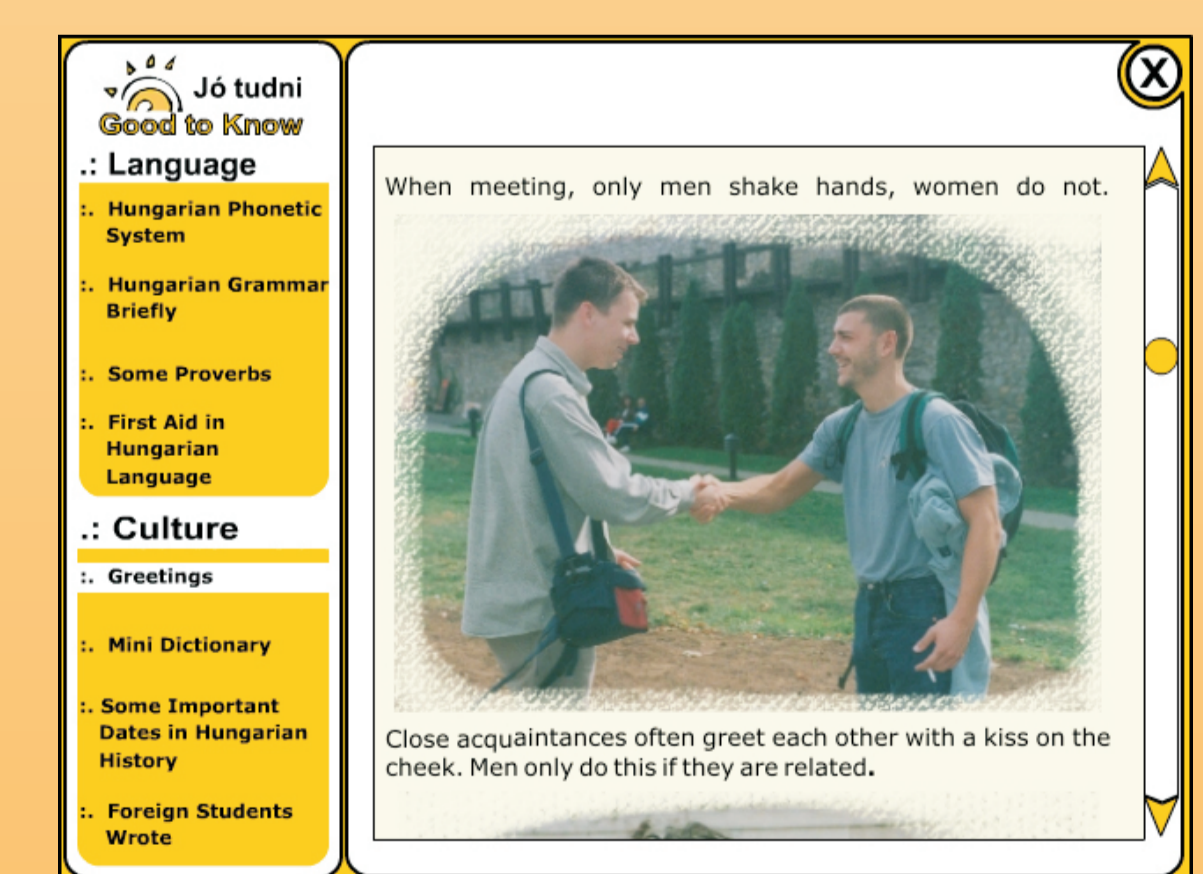 Jó tudni
Good to Know
.: Language
:. Hungarian Phonetic
System
:. Hungarian Grammar
Briefly
:. Some Proverbs
:. First Aid in
Hungarian
Language
.: Culture
:. Greetings
:. Mini Dictionary
:. Some Important
Dates in Hungarian
History
:. Foreign Students
Wrote
X
When meeting, only men shake hands, women do not.
Close acquaintances often greet each other with a kiss on the
cheek. Men only do this if they are related.